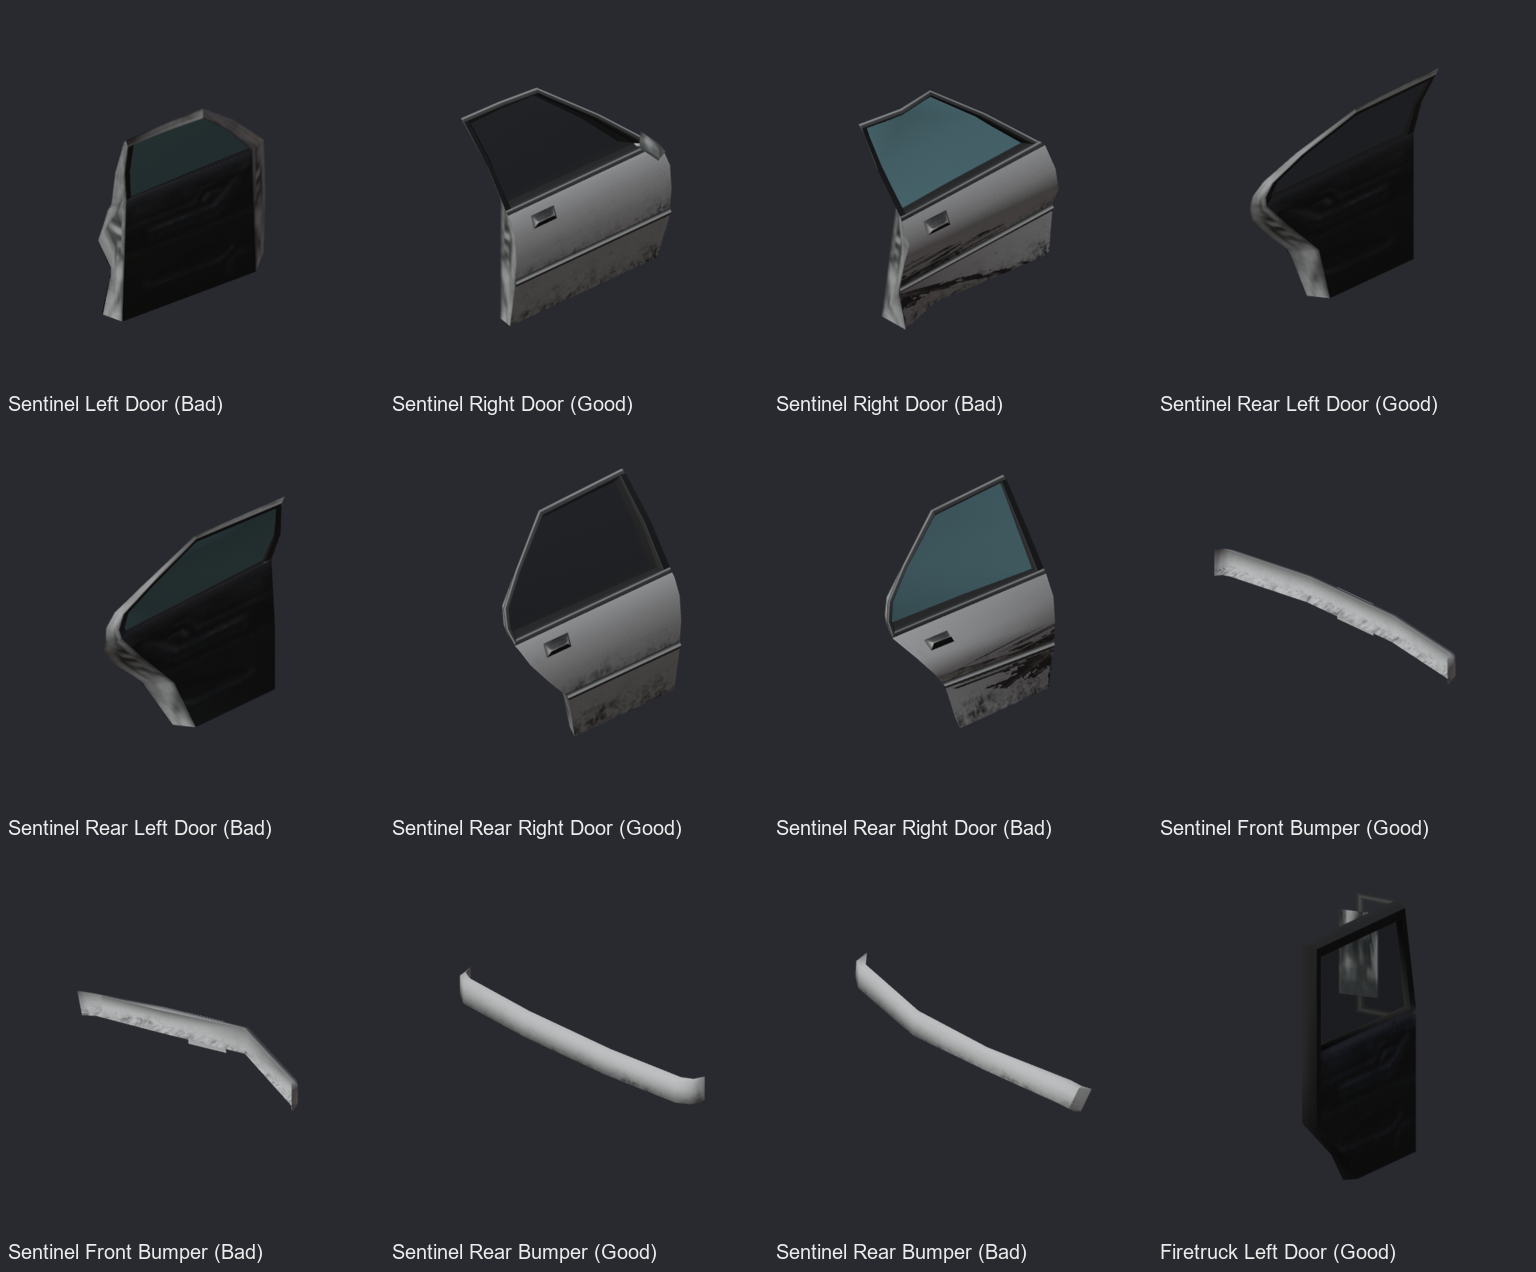 Sentinel Left Door (Bad)
Sentinel Right Door (Good)
Sentinel Right Door (Bad)
Sentinel Rear Left Door (Good)
Sentinel Rear Left Door (Bad)
Sentinel Rear Right Door (Good)
Sentinel Rear Right Door (Bad)
Sentinel Front Bumper (Good)
Sentinel Front Bumper (Bad)
Sentinel Rear Bumper (Good)
Sentinel Rear Bumper (Bad)
Firetruck Left Door (Good)